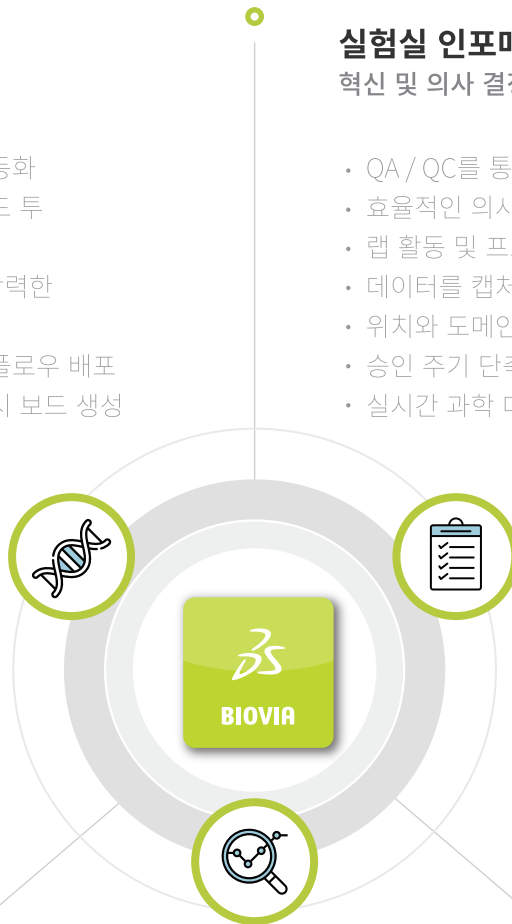 동화
드 투
력한
플로우 배포
시 보드 생성
실험실 인포
혁신 및 의사 결정
• QA / QC를 통
• 효율적인 의사
• 랩 활동 및 프
• 데이터를 캡처
• 위치와 도메인
• 승인 주기 단축
• 실시간 과학
BIOVIA